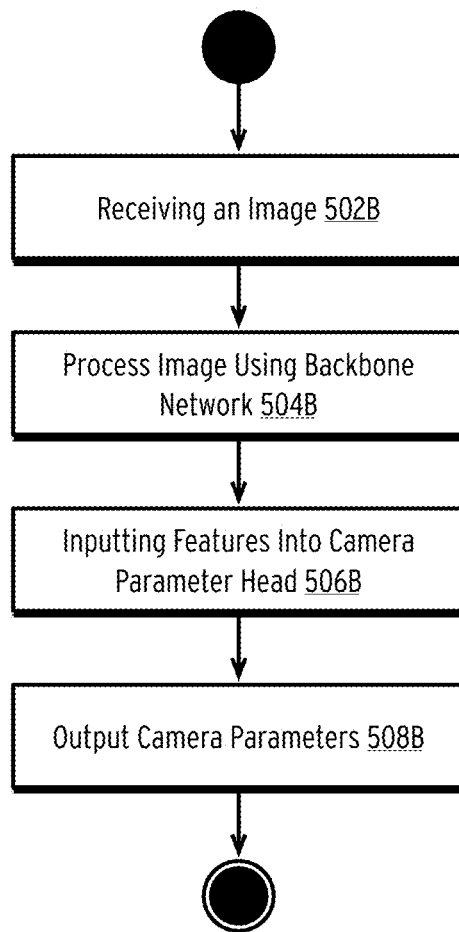 Receiving an Image 502B
Process Image Using Backbone
Network 504B
Inputting Features Into Camera
Parameter Head 506B
Output Camera Parameters 508B